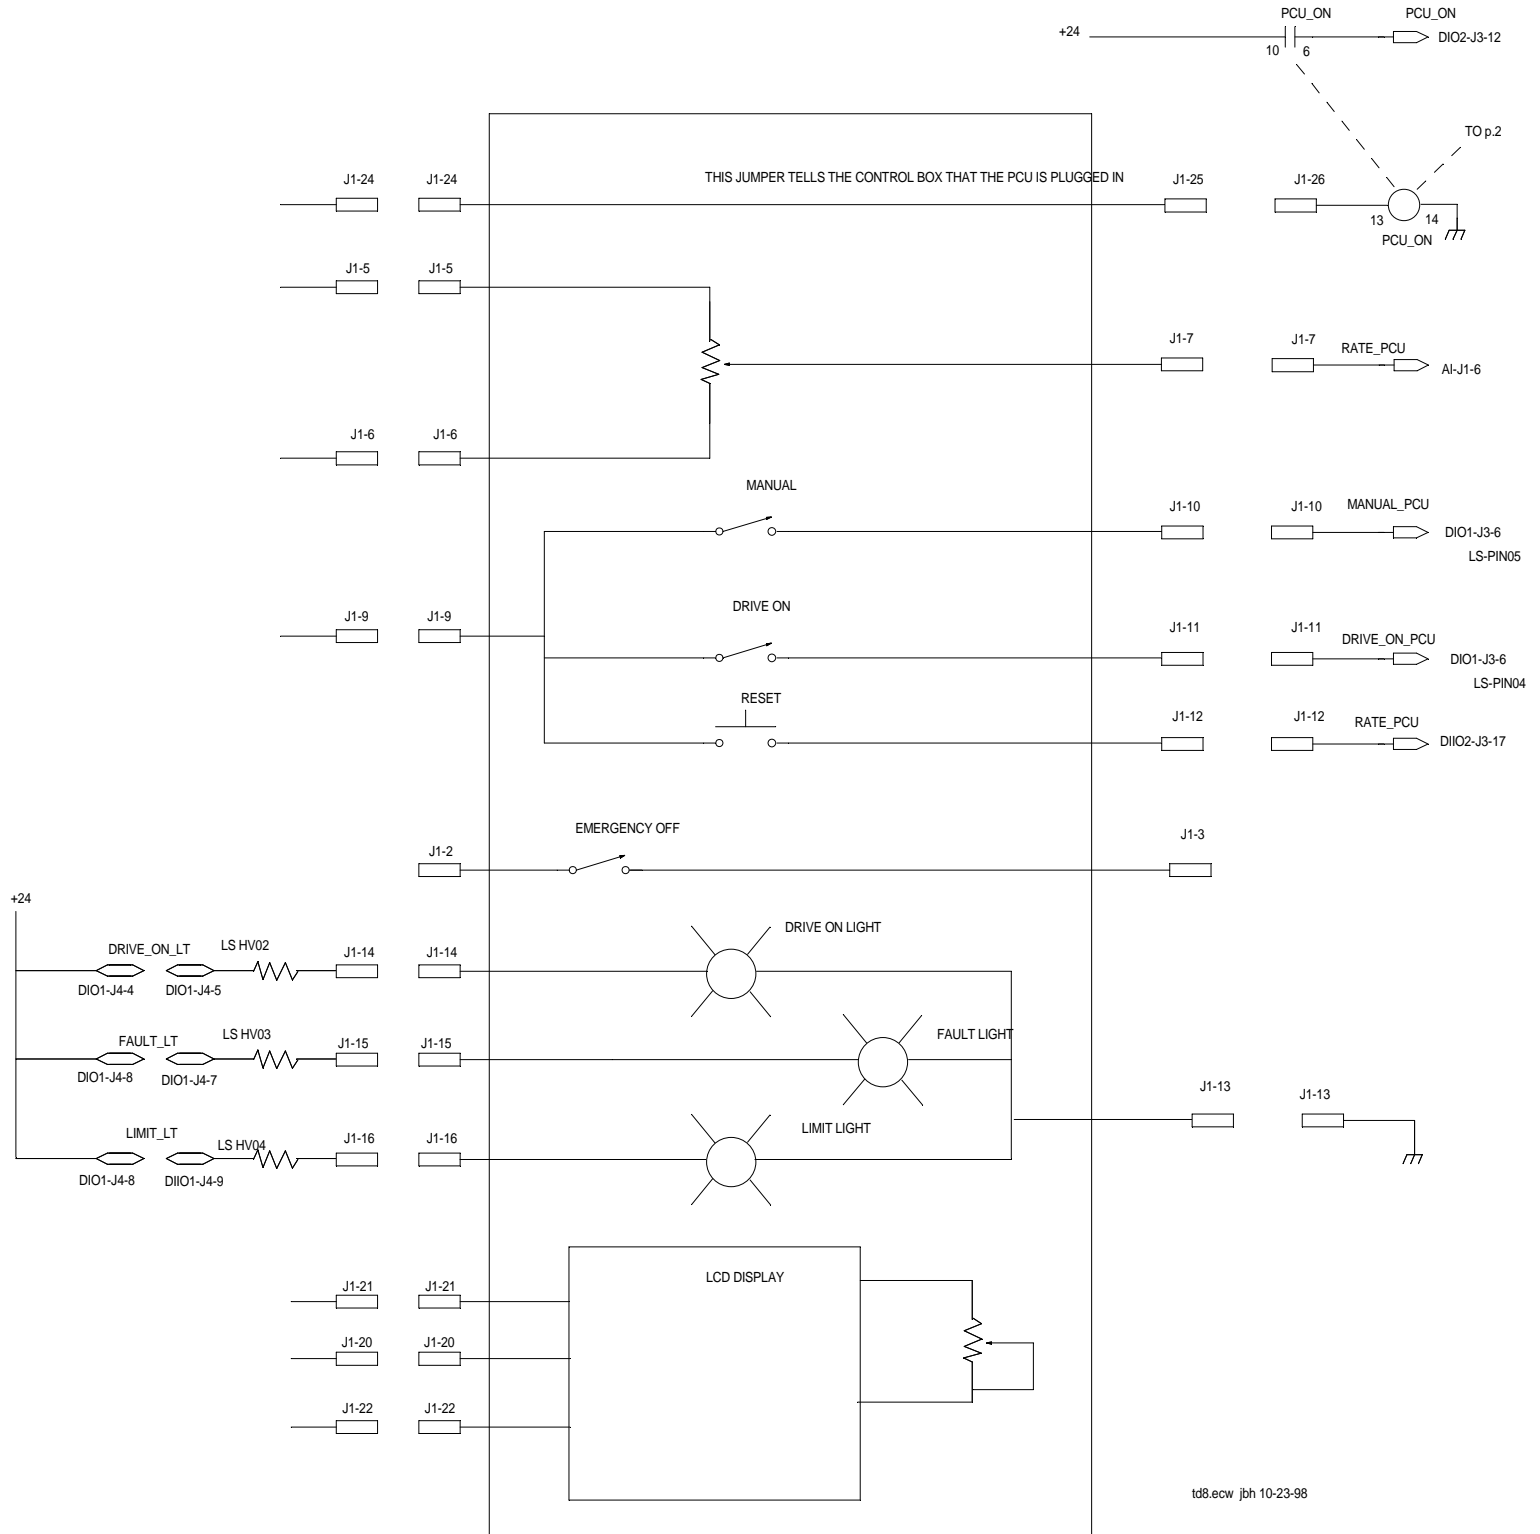 PCU_ON PCU_ON
+24 DIO2-J3-12
10 6
TO p.2
J1-24 J1-24 THIS JUMPER TELLS THE CONTROL BOX THAT THE PCU IS PLUGGED IN J1-25 J1-26
13 14
PCU_ON
J1-5 J1-5
J1-7 J1-7 RATE_PCU
AI-J1-6
J1-6 J1-6
MANUAL
J1-10 J1-10 MANUAL_PCU
DIO1-J3-6
LS-PIN05
DRIVE ON
J1-9 J1-9
J1-11 J1-11 DRIVE_ON_PCU
DIO1-J3-6
LS-PIN04
RESET
J1-12 J1-12 RATE_PCU
DIIO2-J3-17
EMERGENCY OFF
J1-2 J1-3
+24
DRIVE ON LIGHT
DRIVE_ON_LT LS HV02 J1-14 J1-14
DIO1-J4-4 DIO1-J4-5
FAULT_LT LS HV03 J1-15 J1-15 FAULT LIGHT
DIO1-J4-8 DIO1-J4-7
J1-13 J1-13
LIMIT LIGHT
LIMIT_LT LS HV04 J1-16 J1-16
DIO1-J4-8 DIIO1-J4-9
LCD DISPLAY
J1-21 J1-21
J1-20 J1-20
J1-22 J1-22
td8.ecw jbh 10-23-98